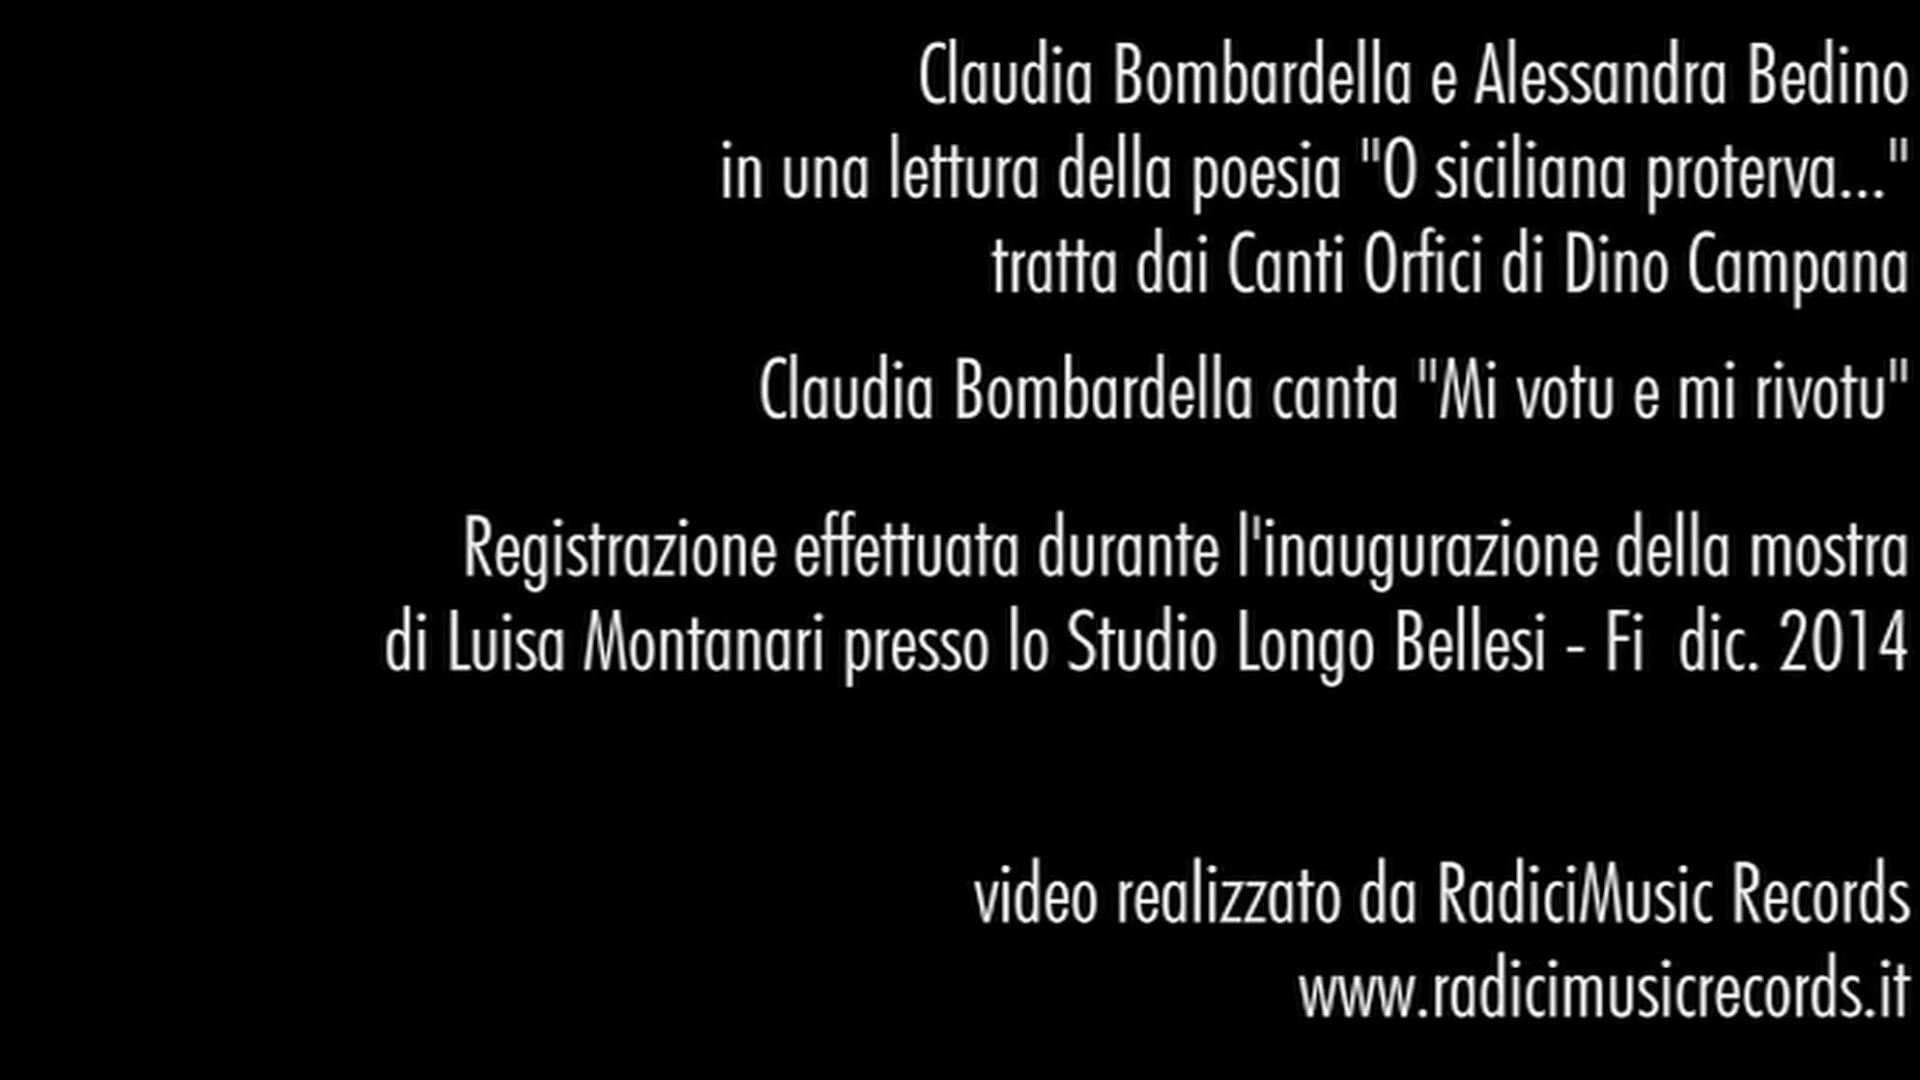 Claudia Bombardella e Alessandra Bedino
in una lettura della poesia "O siciliana proterva..."
tratta dai Canti Orfici di Dino Campana
Claudia Bombardella canta "Mi votu e mi rivotu"
Registrazione effettuata durante l'inaugurazione della mostra
di Luisa Montanari presso lo Studio Longo Bellesi - Fi  dic. 2014
video realizzato da RadiciMusic Records
www.radicimusicrecords.it